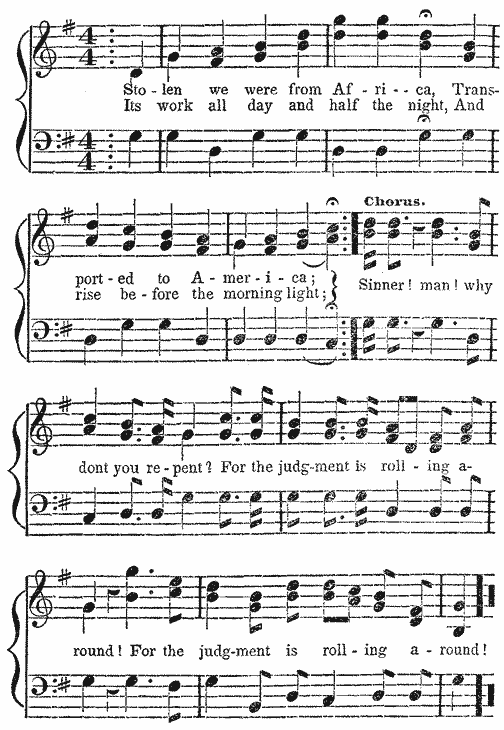 Sto - len we were from Af - ri - - ca, Trans-
Its work all day and half the night, And
Chorus.
port - ed to A - mer - i - ca;
rise be - fore the morning light;
Sinner! man! why
dont you re - pent? For the judg-ment is roll - ing a-
round! For the judg-ment is roll - ing a - round!